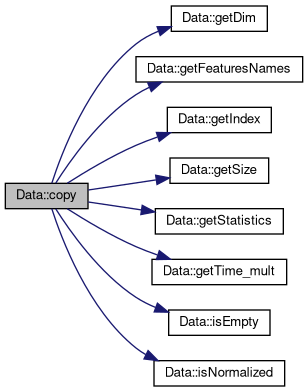 Data::getDim
Data::getFeaturesNames
Data::getIndex
Data::copy
Data::getSize
Data::getStatistics
Data::getTime_mult
Data::isEmpty
Data::isNormalized